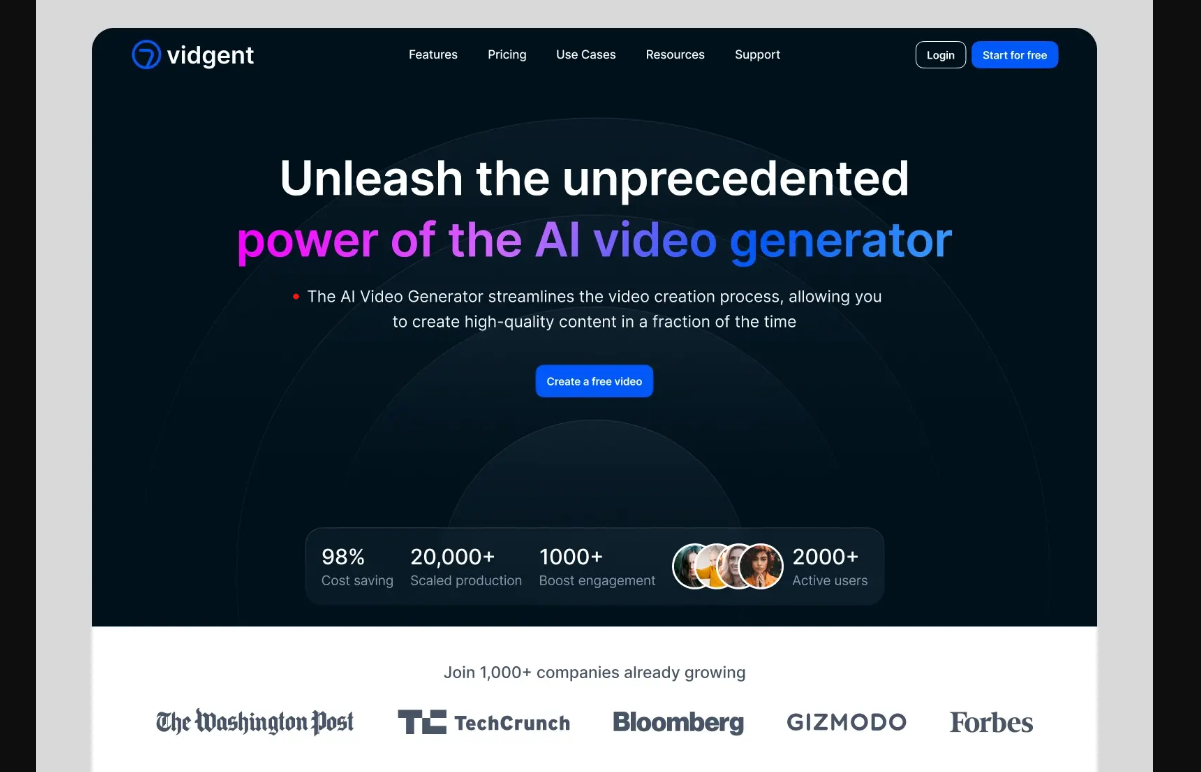 vidgent
Features Pricing Use Cases Resources Support
Login Start for free
Unleash the unprecedented
power of the AI video generator
• The AI Video Generator streamlines the video creation process, allowing you
to create high-quality content in a fraction of the time
Create a free video
98% 20,000+ 1000+ 2000+
Cost saving Scaled production Boost engagement Active users
Join 1,000+ companies already growing
The Washington Post TC TechCrunch Bloomberg GIZMODO Forbes